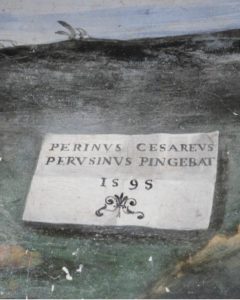 PERINVS CESAREVS
PERVSINVS PINGEBAT
1595